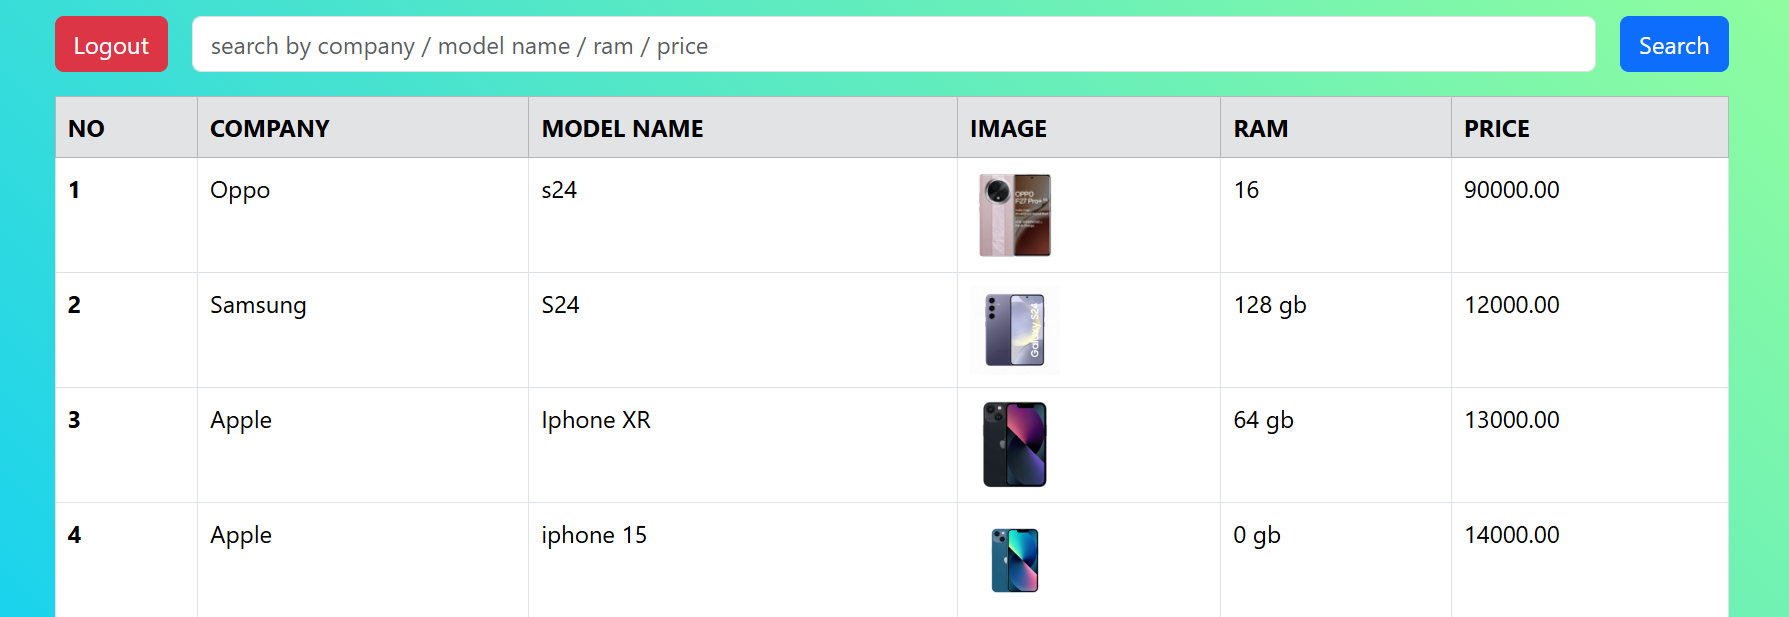 Logout search by company / model name / ram / price Search
NO COMPANY MODEL NAME IMAGE RAM PRICE
1 Oppo s24 16 90000.00
OPPO
F27 Pro+
2 Samsung S24 128 gb 12000.00
Galaxy S24
3 Apple Iphone XR 64 gb 13000.00
4 Apple iphone 15 0 gb 14000.00